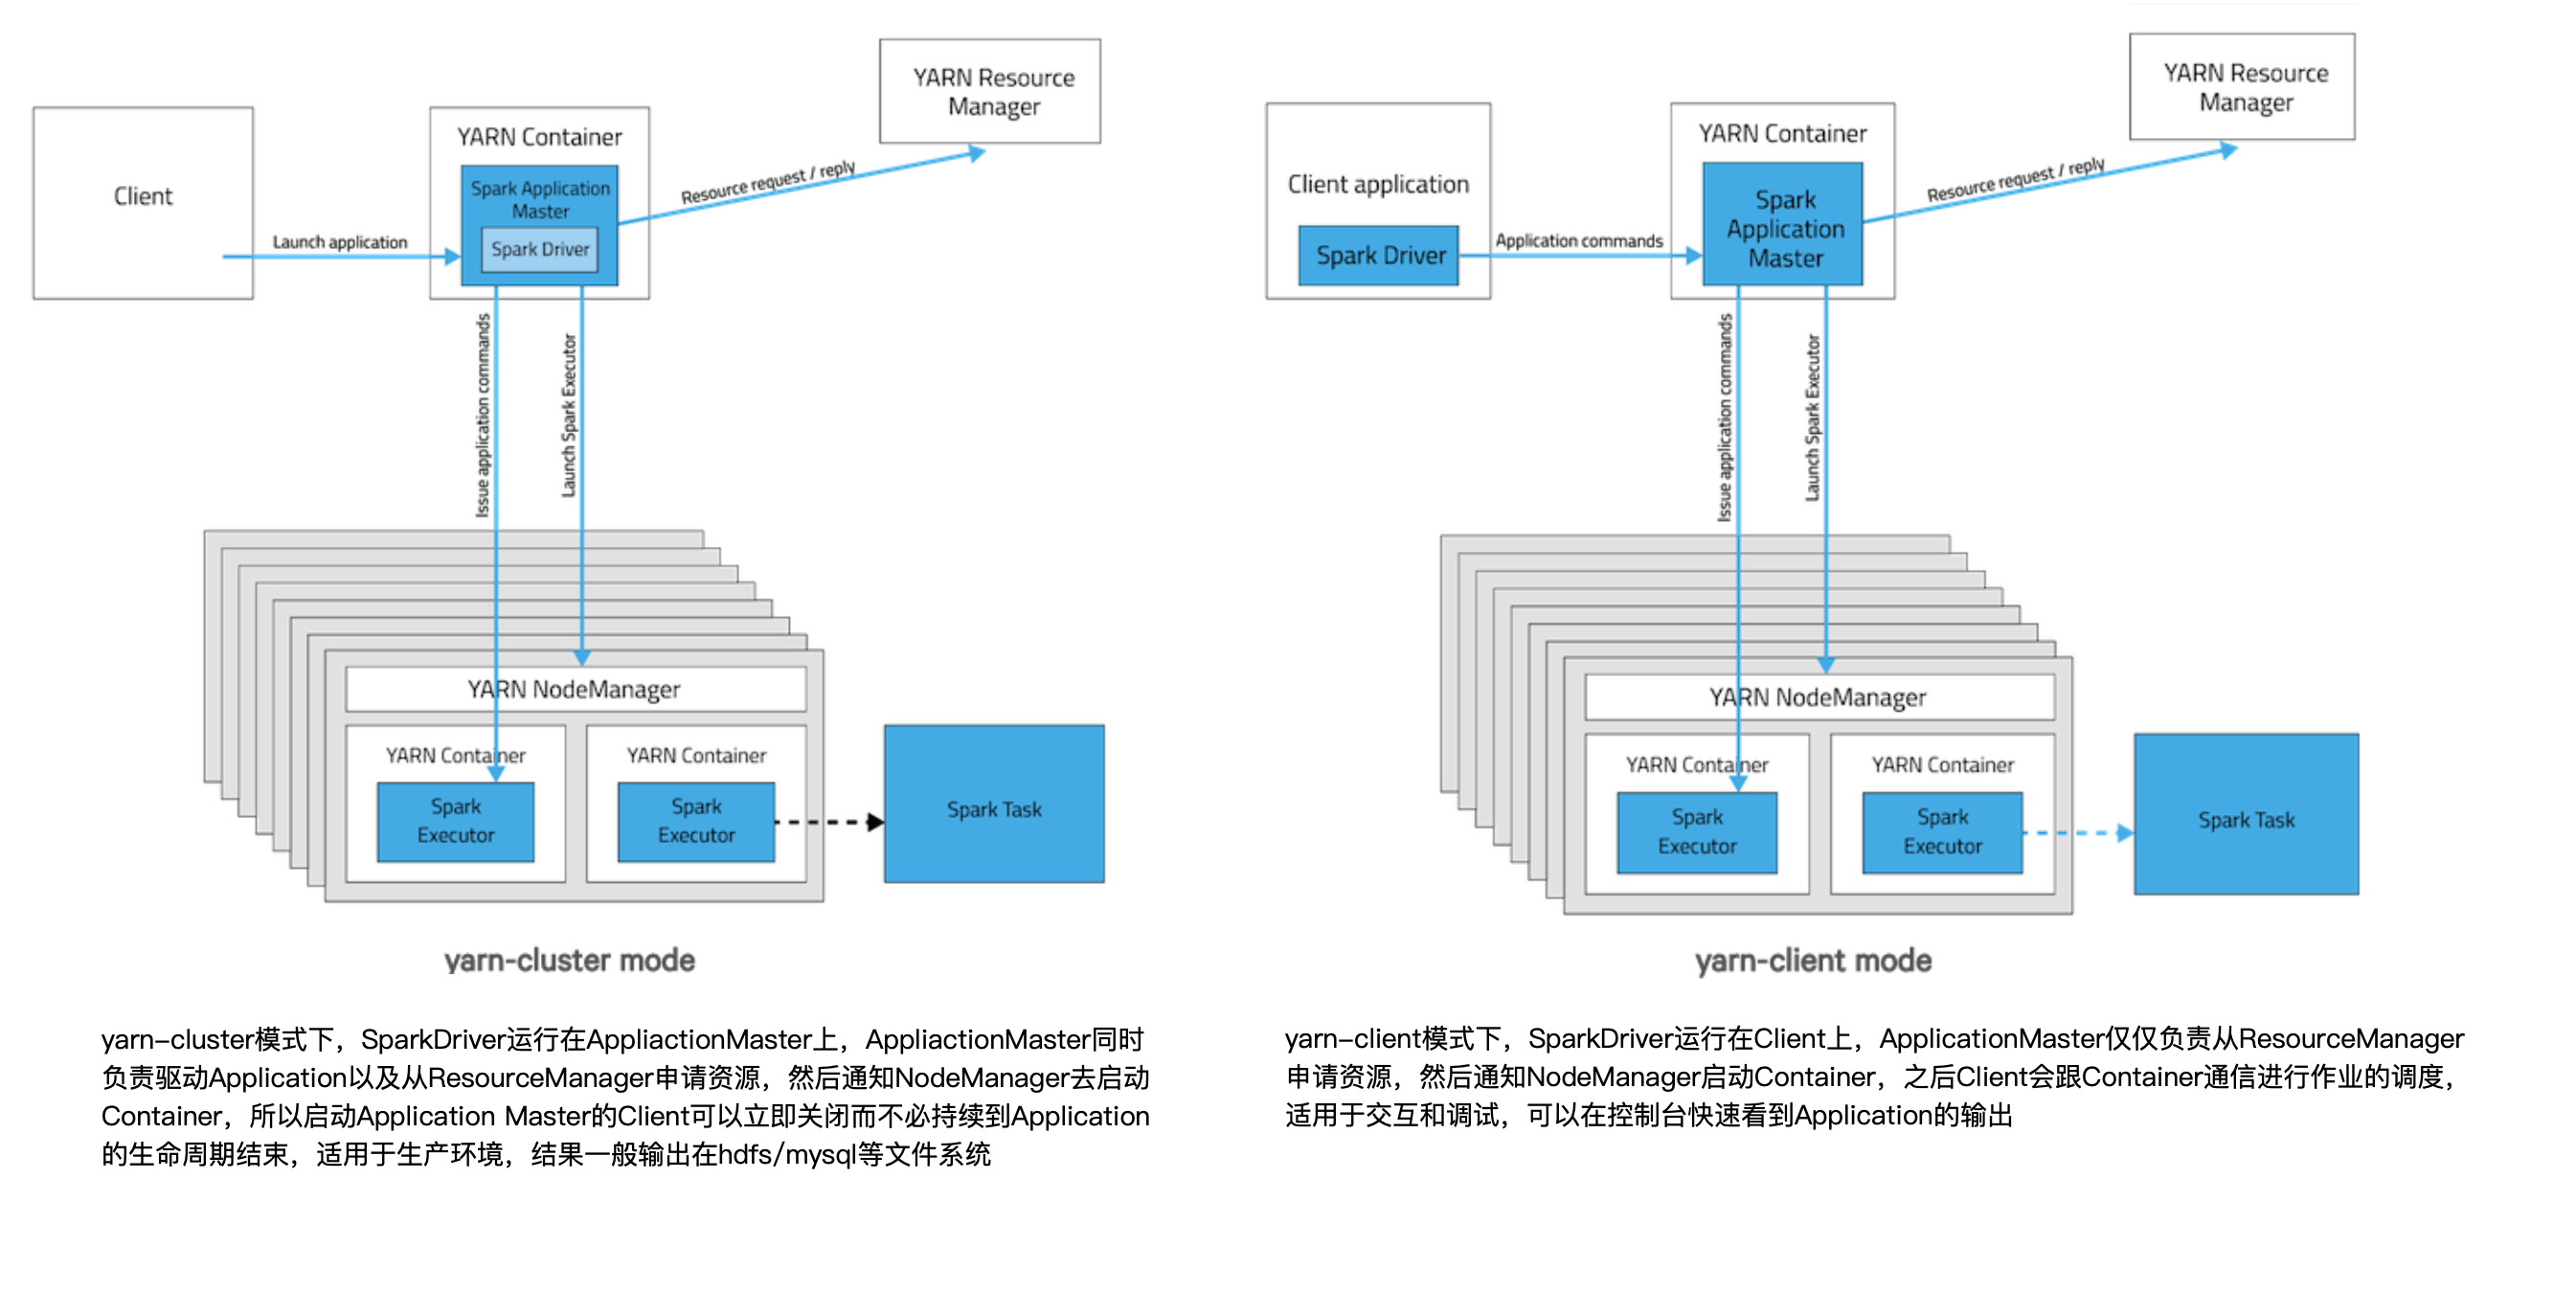 YARN Resource
Manager
Client
YARN Container
Spark Application
Master
Spark Driver
Launch application
Resource request / reply
Issue application commands
Launch Spark Executor
YARN NodeManager
YARN Container
Spark
Executor
YARN Container
Spark
Executor
Spark Task
yarn-cluster mode
yarn-cluster模式下，SparkDriver运行在AppliactionMaster上，AppliactionMaster同时
负责驱动Application以及从ResourceManager申请资源，然后通知NodeManager去启动
Container，所以启动Application Master的Client可以立即关闭而不必持续到Application
的生命周期结束，适用于生产环境，结果一般输出在hdfs/mysql等文件系统
YARN Resource
Manager
Client application
Spark Driver
YARN Container
Spark
Application
Master
Application commands
Resource request / reply
Issue application commands
Launch Spark Executor
YARN NodeManager
YARN Container
Spark
Executor
YARN Container
Spark
Executor
Spark Task
yarn-client mode
yarn-client模式下，SparkDriver运行在Client上，ApplicationMaster仅仅负责从ResourceManager
申请资源，然后通知NodeManager启动Container，之后Client会跟Container通信进行作业的调度，
适用于交互和调试，可以在控制台快速看到Application的输出